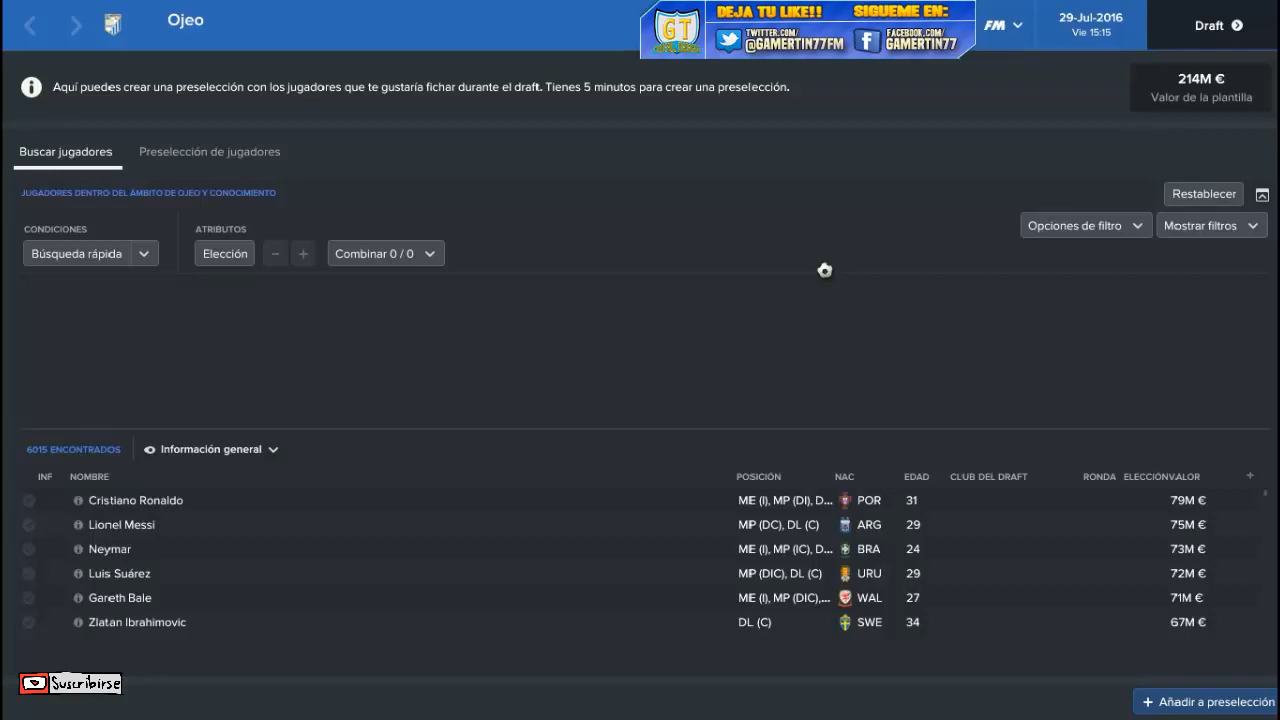 Ojeo
DEJA TU LIKE!! SIGUEME EN:
GT
TWITTER.COM/
@GAMERTIN77FM
FACEBOOK.COM/
GAMERTIN77
FM
29-Jul-2016
Vie 15:15
Draft
Aquí puedes crear una preselección con los jugadores que te gustaría fichar durante el draft. Tienes 5 minutos para crear una preselección.
214M €
Valor de la plantilla
Buscar jugadores Preselección de jugadores
JUGADORES DENTRO DEL ÁMBITO DE OJEO Y CONOCIMIENTO
Restablecer
CONDICIONES ATRIBUTOS
Opciones de filtro Mostrar filtros
Búsqueda rápida Elección - + Combinar 0 / 0
6015 ENCONTRADOS Información general
INF NOMBRE POSICIÓN NAC EDAD CLUB DEL DRAFT RONDA ELECCIÓNVALOR +
Cristiano Ronaldo ME (I), MP (DI), D... POR 31 79M €
Lionel Messi MP (DC), DL (C) ARG 29 75M €
Neymar ME (I), MP (IC), D... BRA 24 73M €
Luis Suárez MP (DIC), DL (C) URU 29 72M €
Gareth Bale ME (I), MP (DIC),... WAL 27 71M €
Zlatan Ibrahimovic DL (C) SWE 34 67M €
Suscribirse
+ Añadir a preselección